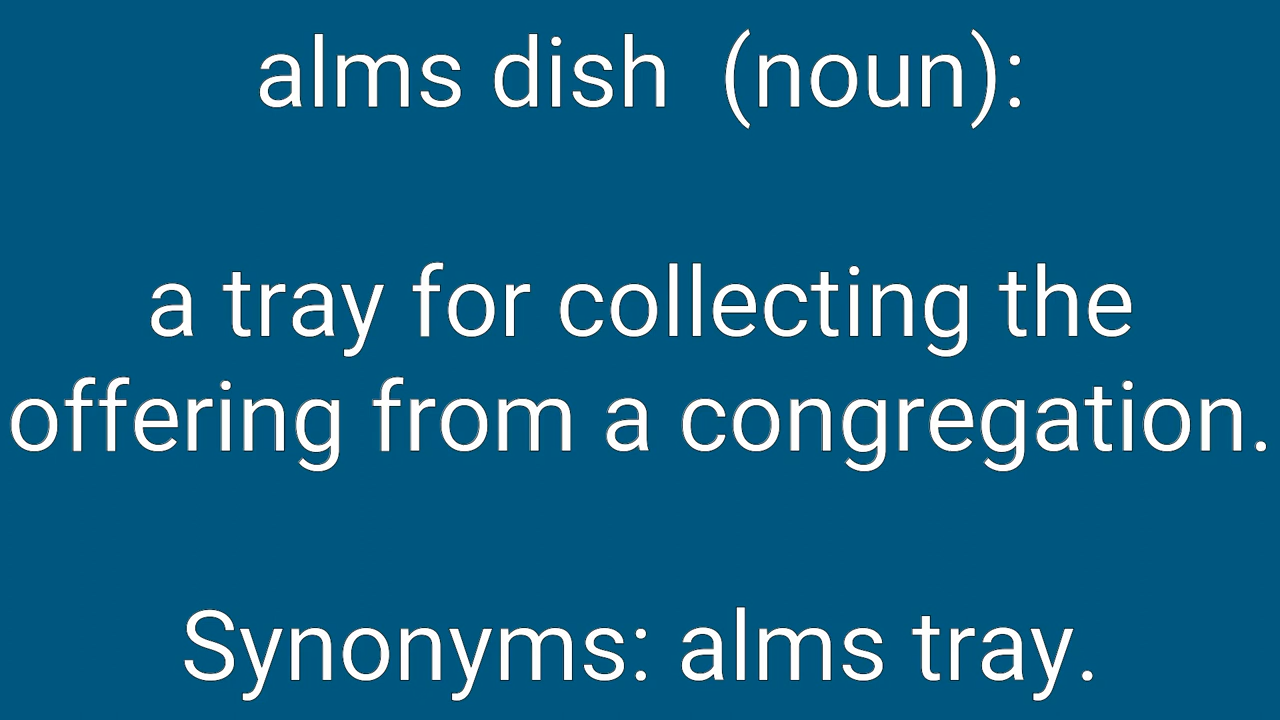 alms dish  (noun):
a tray for collecting the
offering from a congregation.
Synonyms: alms tray.